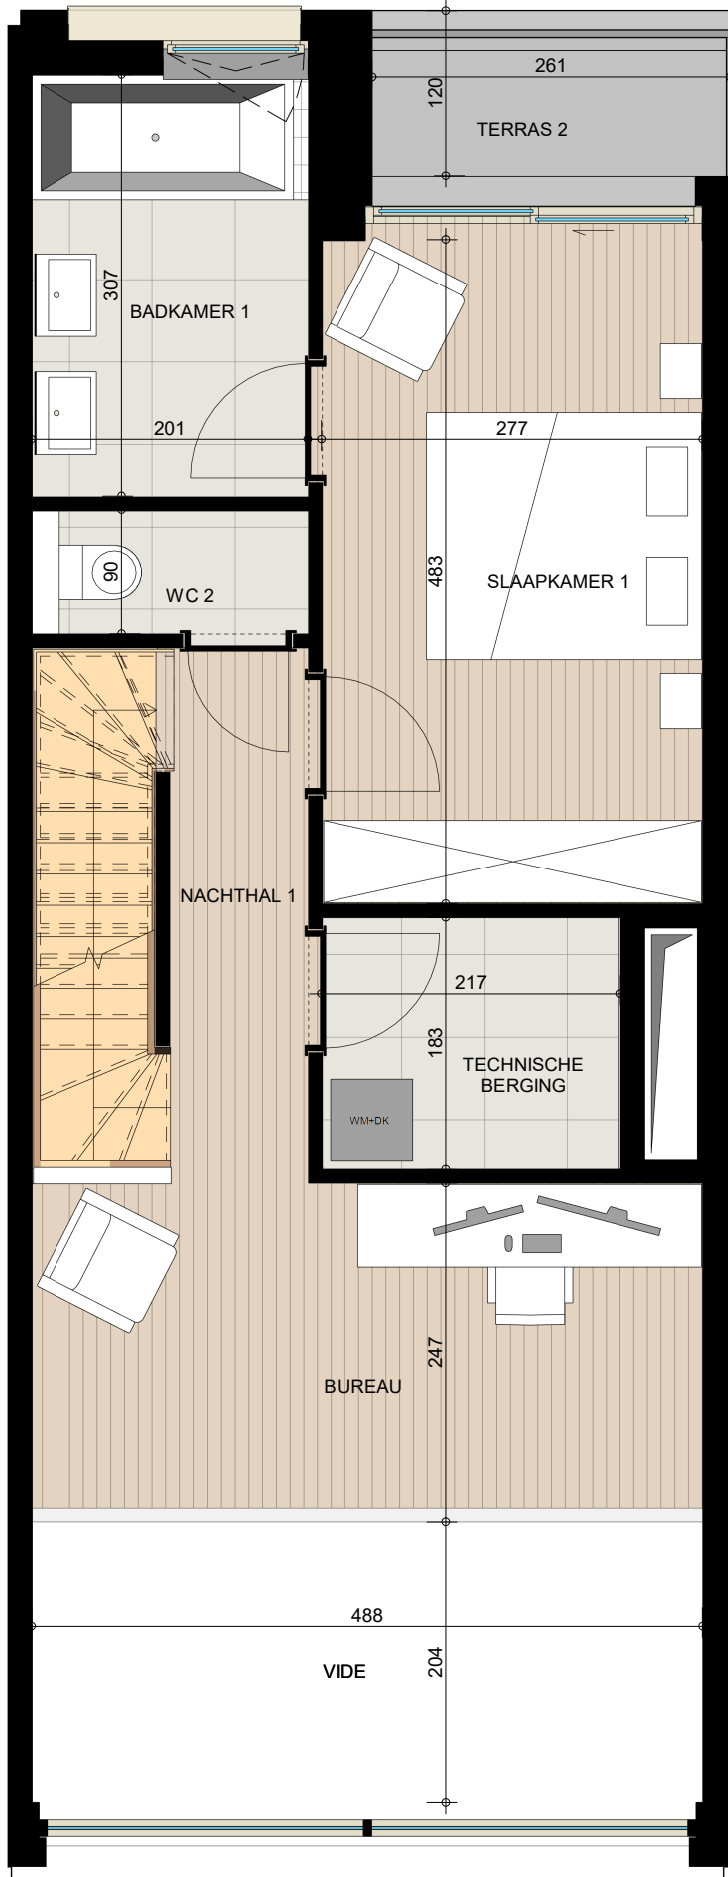 261
120
TERRAS 2
307
BADKAMER 1
201
277
483
SLAAPKAMER 1
90
WC 2
NACHTHAL 1
217
183
TECHNISCHE
BERGING
WM+DK
247
BUREAU
488
204
VIDE